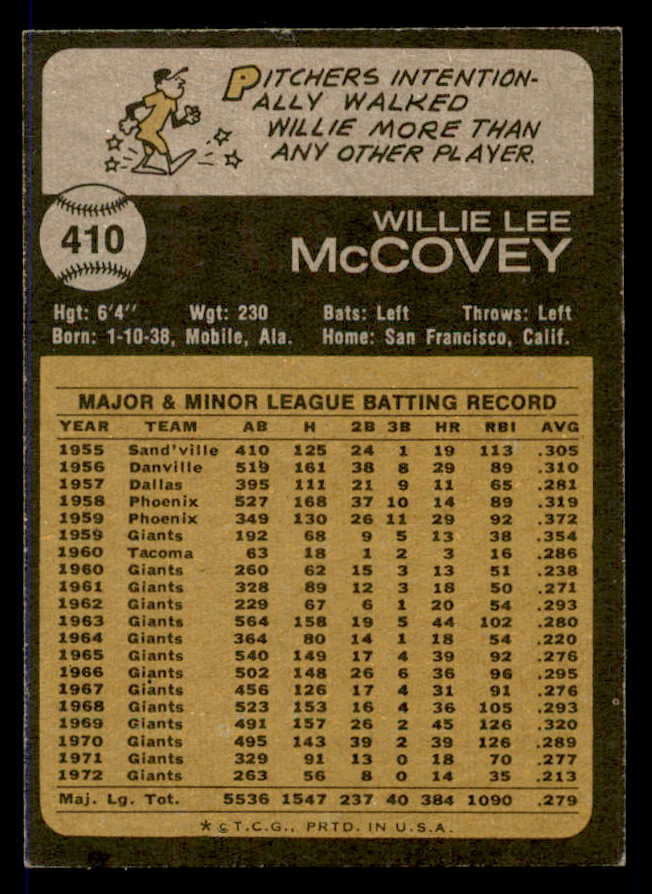 PITCHERS INTENTION-
ALLY WALKED
WILLIE MORE THAN
ANY OTHER PLAYER.
410
WILLIE LEE
McCOVEY
Hgt: 6'4" Wgt: 230 Bats: Left Throws: Left
Born: 1-10-38, Mobile, Ala. Home: San Francisco, Calif.
MAJOR & MINOR LEAGUE BATTING RECORD
YEAR TEAM AB H 2B 3B HR RBI AVG
1955 Sand'ville 410 125 24 1 19 113 .305
1956 Danville 519 161 38 8 29 89 .310
1957 Dallas 395 111 21 9 11 65 .281
1958 Phoenix 527 168 37 10 14 89 .319
1959 Phoenix 349 130 26 11 29 92 .372
1959 Giants 192 68 9 5 13 38 .354
1960 Tacoma 63 18 1 2 3 16 .286
1960 Giants 260 62 15 3 13 51 .238
1961 Giants 328 89 12 3 18 50 .271
1962 Giants 229 67 6 1 20 54 .293
1963 Giants 564 158 19 5 44 102 .280
1964 Giants 364 80 14 1 18 54 .220
1965 Giants 540 149 17 4 39 92 .276
1966 Giants 502 148 26 6 36 96 .295
1967 Giants 456 126 17 4 31 91 .276
1968 Giants 523 153 16 4 36 105 .293
1969 Giants 491 157 26 2 45 126 .320
1970 Giants 495 143 39 2 39 126 .289
1971 Giants 329 91 13 0 18 70 .277
1972 Giants 263 56 8 0 14 35 .213
Maj. Lg. Tot. 5536 1547 237 40 384 1090 .279
* © T.C.G., PRTD. IN U.S.A.